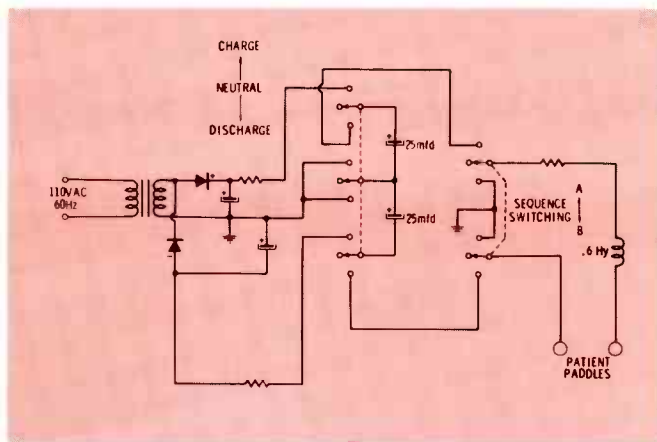 CHARGE
NEUTRAL
DISCHARGE
110VAC
60Hz
+
+
-
+
+
25mfd
+
25mfd
SEQUENCE
SWITCHING
A
B
.6 Hy
PATIENT
PADDLES